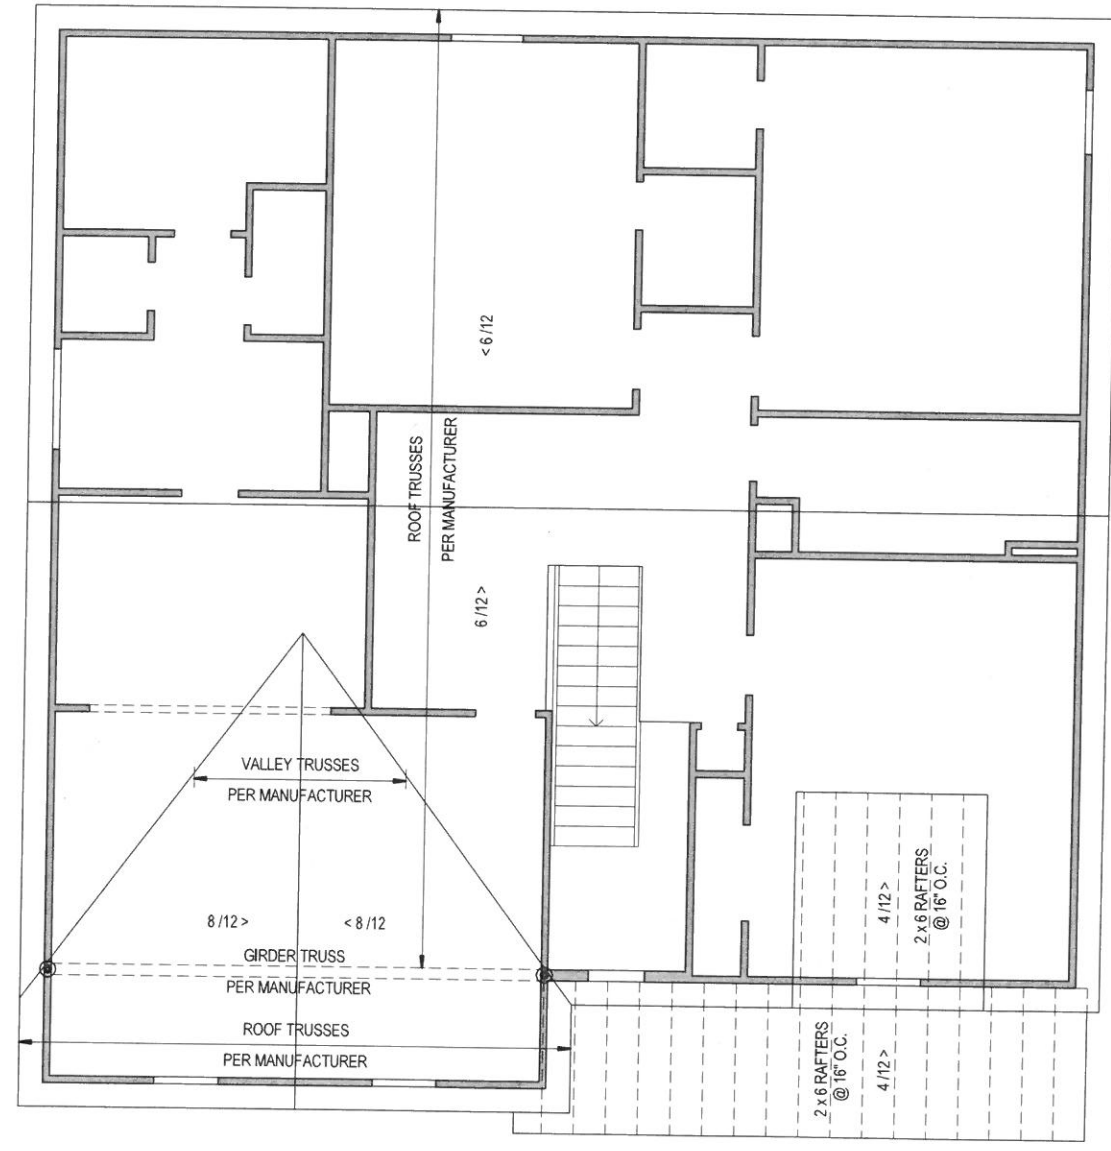 < 6 /12
ROOF TRUSSES
PER MANUFACTURER
6 /12 >
VALLEY TRUSSES
PER MANUFACTURER
8 /12 >
< 8 /12
GIRDER TRUSS
PER MANUFACTURER
ROOF TRUSSES
PER MANUFACTURER
4 /12 >
2 x 6 RAFTERS
@ 16" O.C.
2 x 6 RAFTERS
@ 16" O.C.
4 /12 >